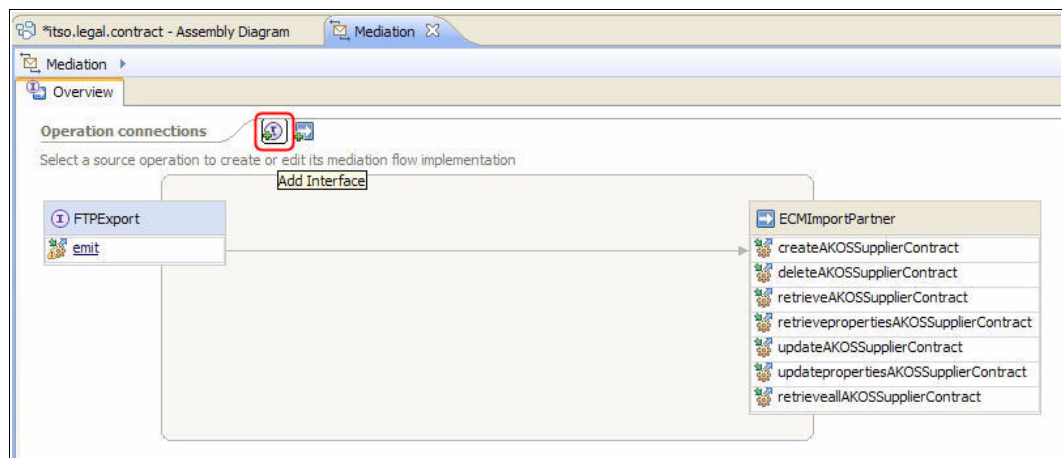 *itso.legal.contract - Assembly Diagram
Mediation
Mediation
Overview
Operation connections
Select a source operation to create or edit its mediation flow implementation
Add Interface
FTPExport
emit
ECMImportPartner
createAKOSSupplierContract
deleteAKOSSupplierContract
retrieveAKOSSupplierContract
retrievepropertiesAKOSSupplierContract
updateAKOSSupplierContract
updatepropertiesAKOSSupplierContract
retrieveallAKOSSupplierContract